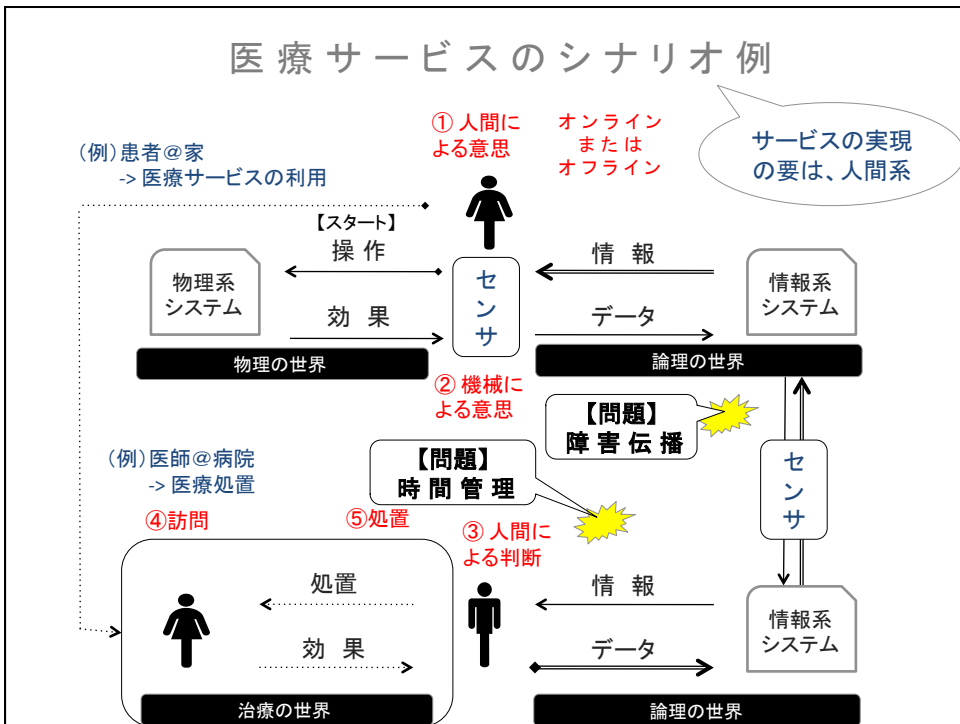 医療サービスのシナリオ例
サービスの実現
の要は、人間系
① 人間に
よる意思
オンライン
または
オフライン
(例)患者@家
-> 医療サービスの利用
【スタート】
操作
情報
物理系
システム
センサ
情報系
システム
効果
データ
物理の世界
論理の世界
② 機械に
よる意思
【問題】
障害伝播
(例)医師@病院
-> 医療処置
【問題】
時間管理
センサ
④訪問
⑤処置
③ 人間に
よる判断
処置
情報
情報系
システム
効果
データ
治療の世界
論理の世界